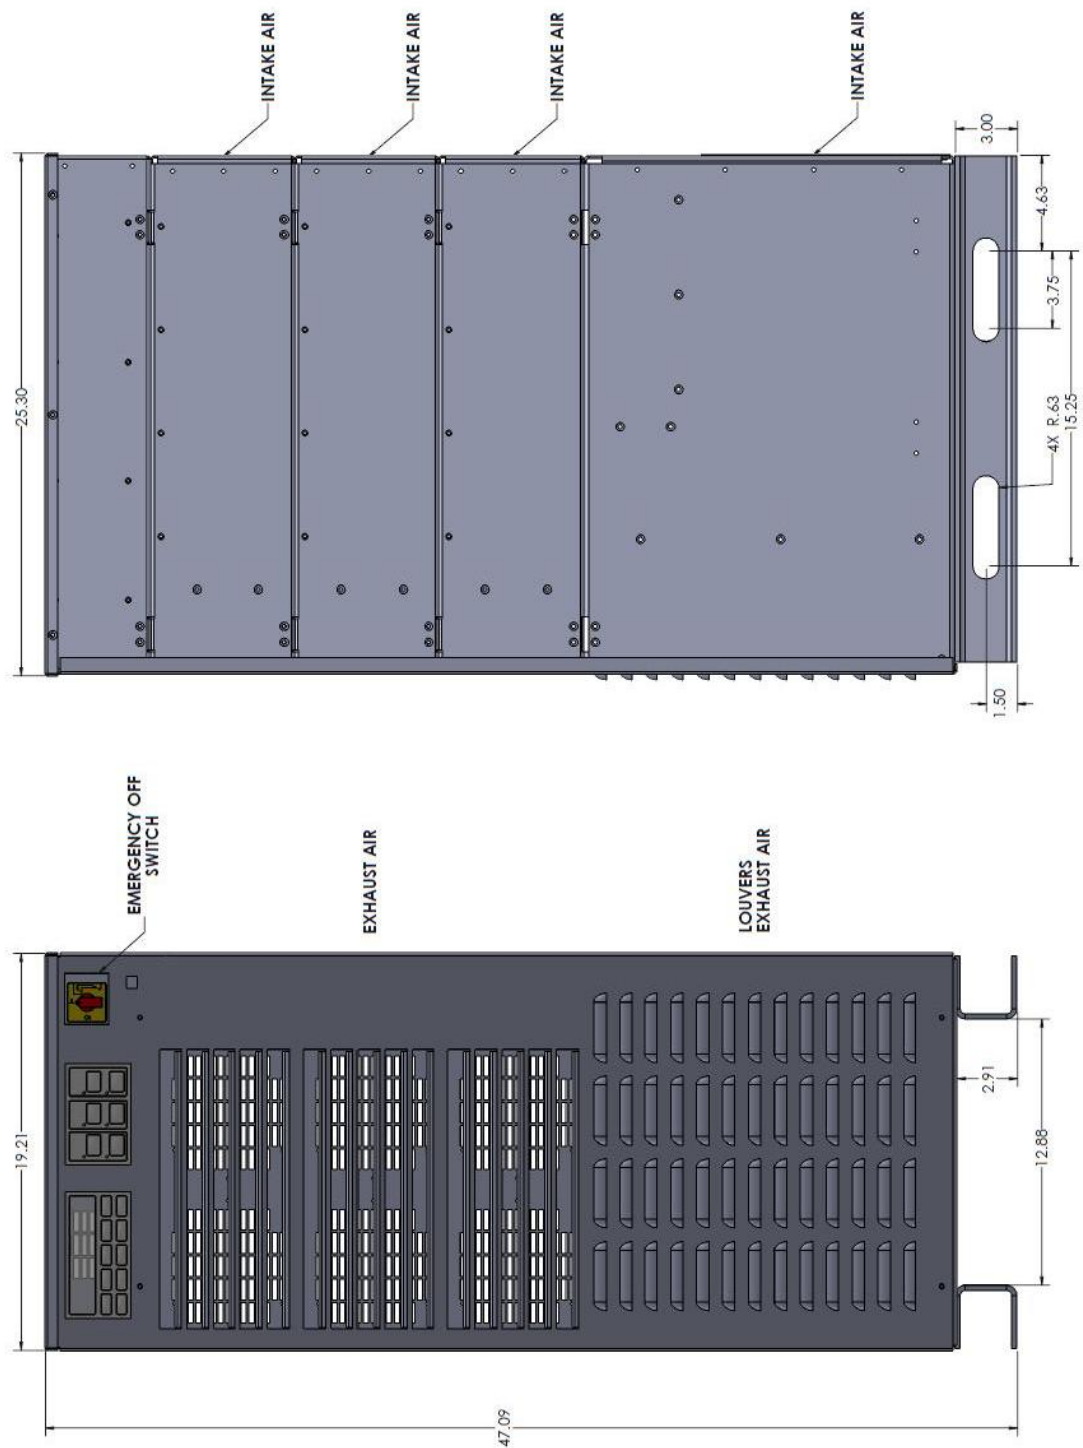 INTAKE AIR
INTAKE AIR
INTAKE AIR
INTAKE AIR
25.30
3.00
4.63
3.75
4X R.63
15.25
1.50
EMERGENCY OFF
SWITCH
EXHAUST AIR
LOUVERS
EXHAUST AIR
19.21
2.91
12.88
47.09